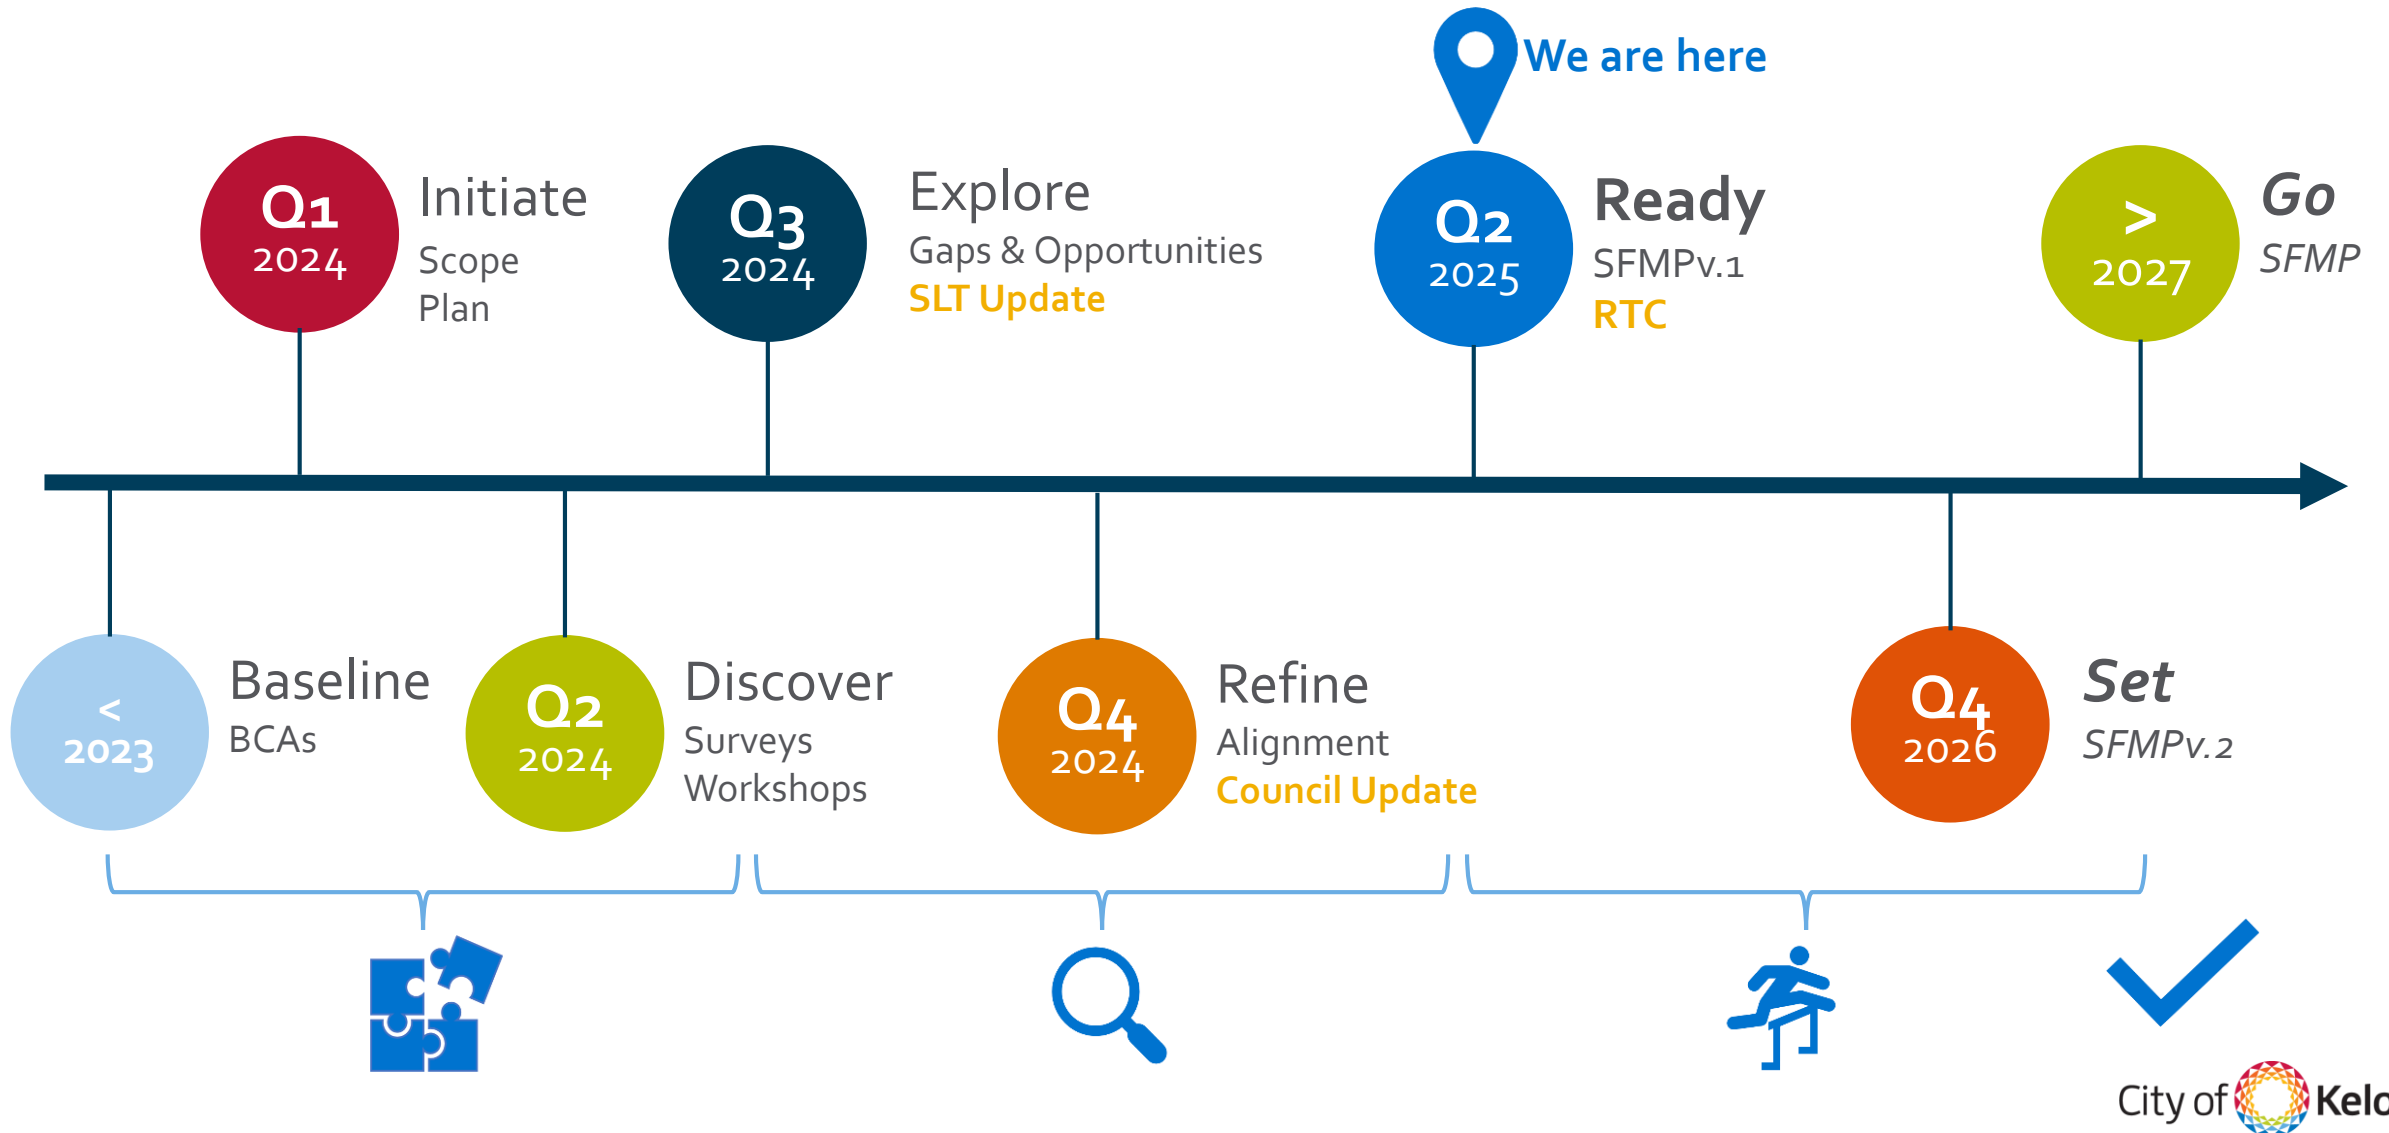 We are here
Q1
2024
Initiate
Scope
Plan
Q3
2024
Explore
Gaps & Opportunities
SLT Update
Q2
2025
Ready
SFMPv.1
RTC
>
2027
Go
SFMP
<
2023
Baseline
BCAs
Q2
2024
Discover
Surveys
Workshops
Q4
2024
Refine
Alignment
Council Update
Q4
2026
Set
SFMPv.2
City of Kelo